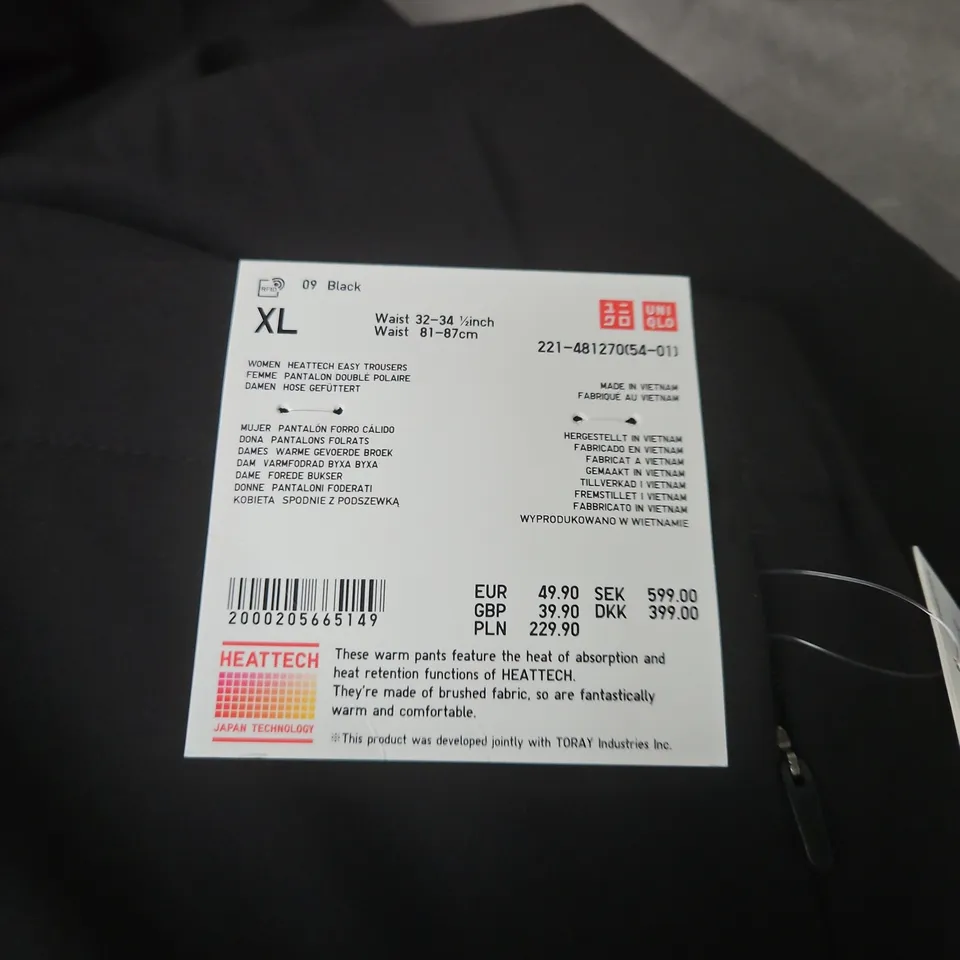 09 Black
XL
Waist 32-34 ½inch
Waist 81-87cm
ユニ
クロ
UNI
QLO
221-481270(54-01)
WOMEN HEATTECH EASY TROUSERS
FEMME PANTALON DOUBLÉ POLAIRE
DAMEN HOSE GEFÜTTERT
MADE IN VIETNAM
FABRIQUÉ AU VIETNAM
MUJER PANTALÓN FORRO CÁLIDO
DONA PANTALONS FOLRATS
DAMES WARME GEVOERDE BROEK
DAM VARMFODRAD BYXA BYXA
DAME FOREDE BUKSER
DONNE PANTALONI FODERATI
KOBIETA SPODNIE Z PODSZEWKĄ
HERGESTELLT IN VIETNAM
FABRICADO EN VIETNAM
FABRICAT A VIETNAM
GEMAAKT IN VIETNAM
TILLVERKAD I VIETNAM
FREMSTILLET I VIETNAM
FABBRICATO IN VIETNAM
WYPRODUKOWANO W WIETNAMIE
2000205665149
EUR 49.90 SEK 599.00
GBP 39.90 DKK 399.00
PLN 229.90
HEATTECH
JAPAN TECHNOLOGY
These warm pants feature the heat of absorption and
heat retention functions of HEATTECH.
They're made of brushed fabric, so are fantastically
warm and comfortable.
※This product was developed jointly with TORAY Industries Inc.